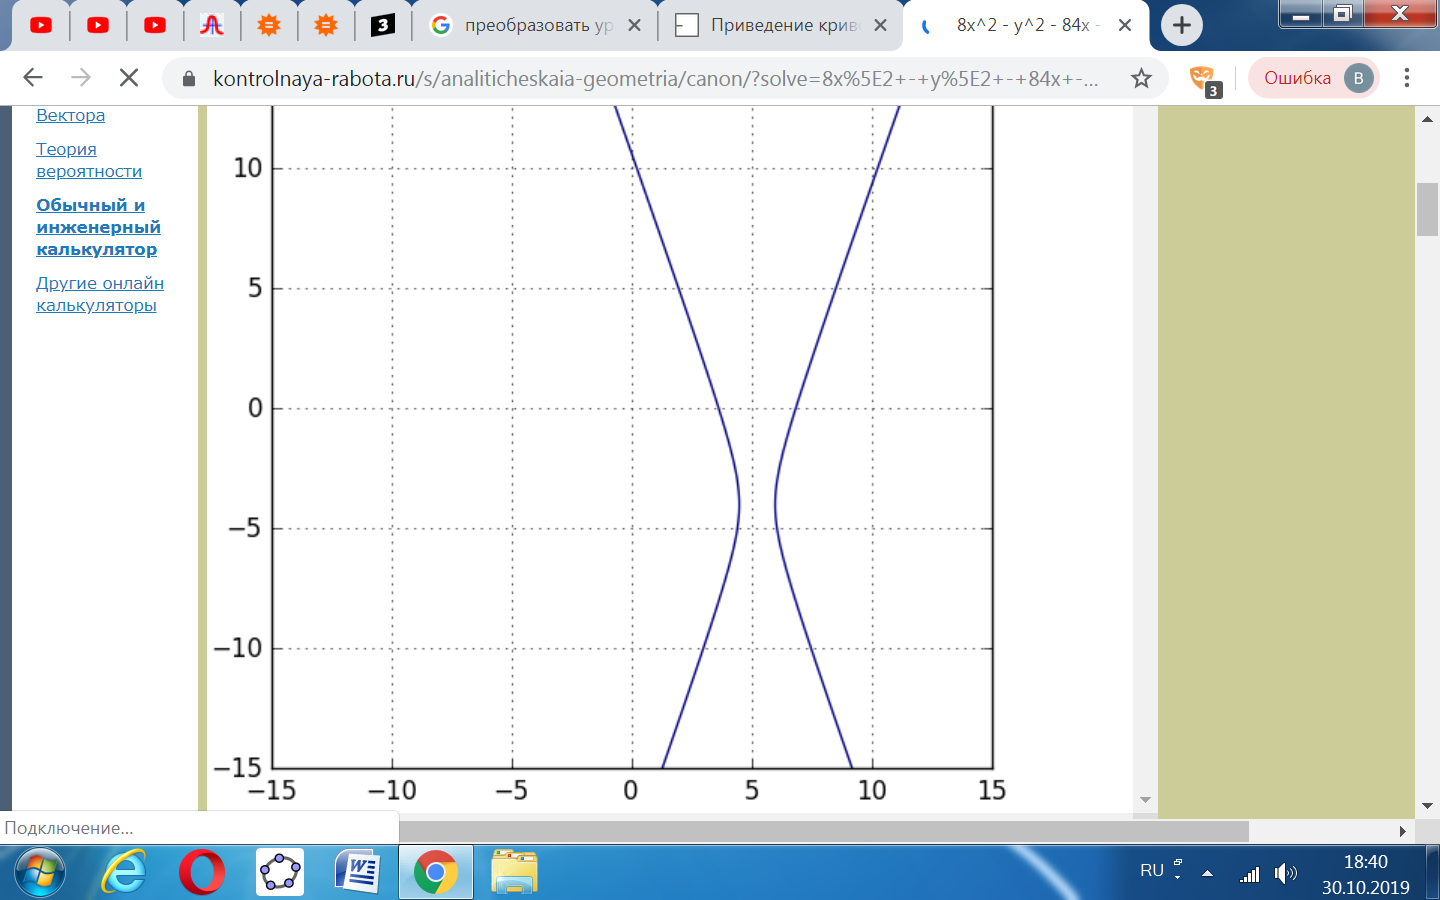 преобразовать ур
Приведение криво
8x^2 - y^2 - 84x -
3
kontrolnaya-rabota.ru/s/analiticheskaia-geometria/canon/?solve=8x%5E2+-+y%5E2+-+84x+-...
3
Ошибка
В
Вектора
Теория
вероятности
Обычный и
инженерный
калькулятор
Другие онлайн
калькуляторы
10
5
0
−5
−10
−15
−15 −10 −5 0 5 10 15
Подключение...
RU
18:40
30.10.2019